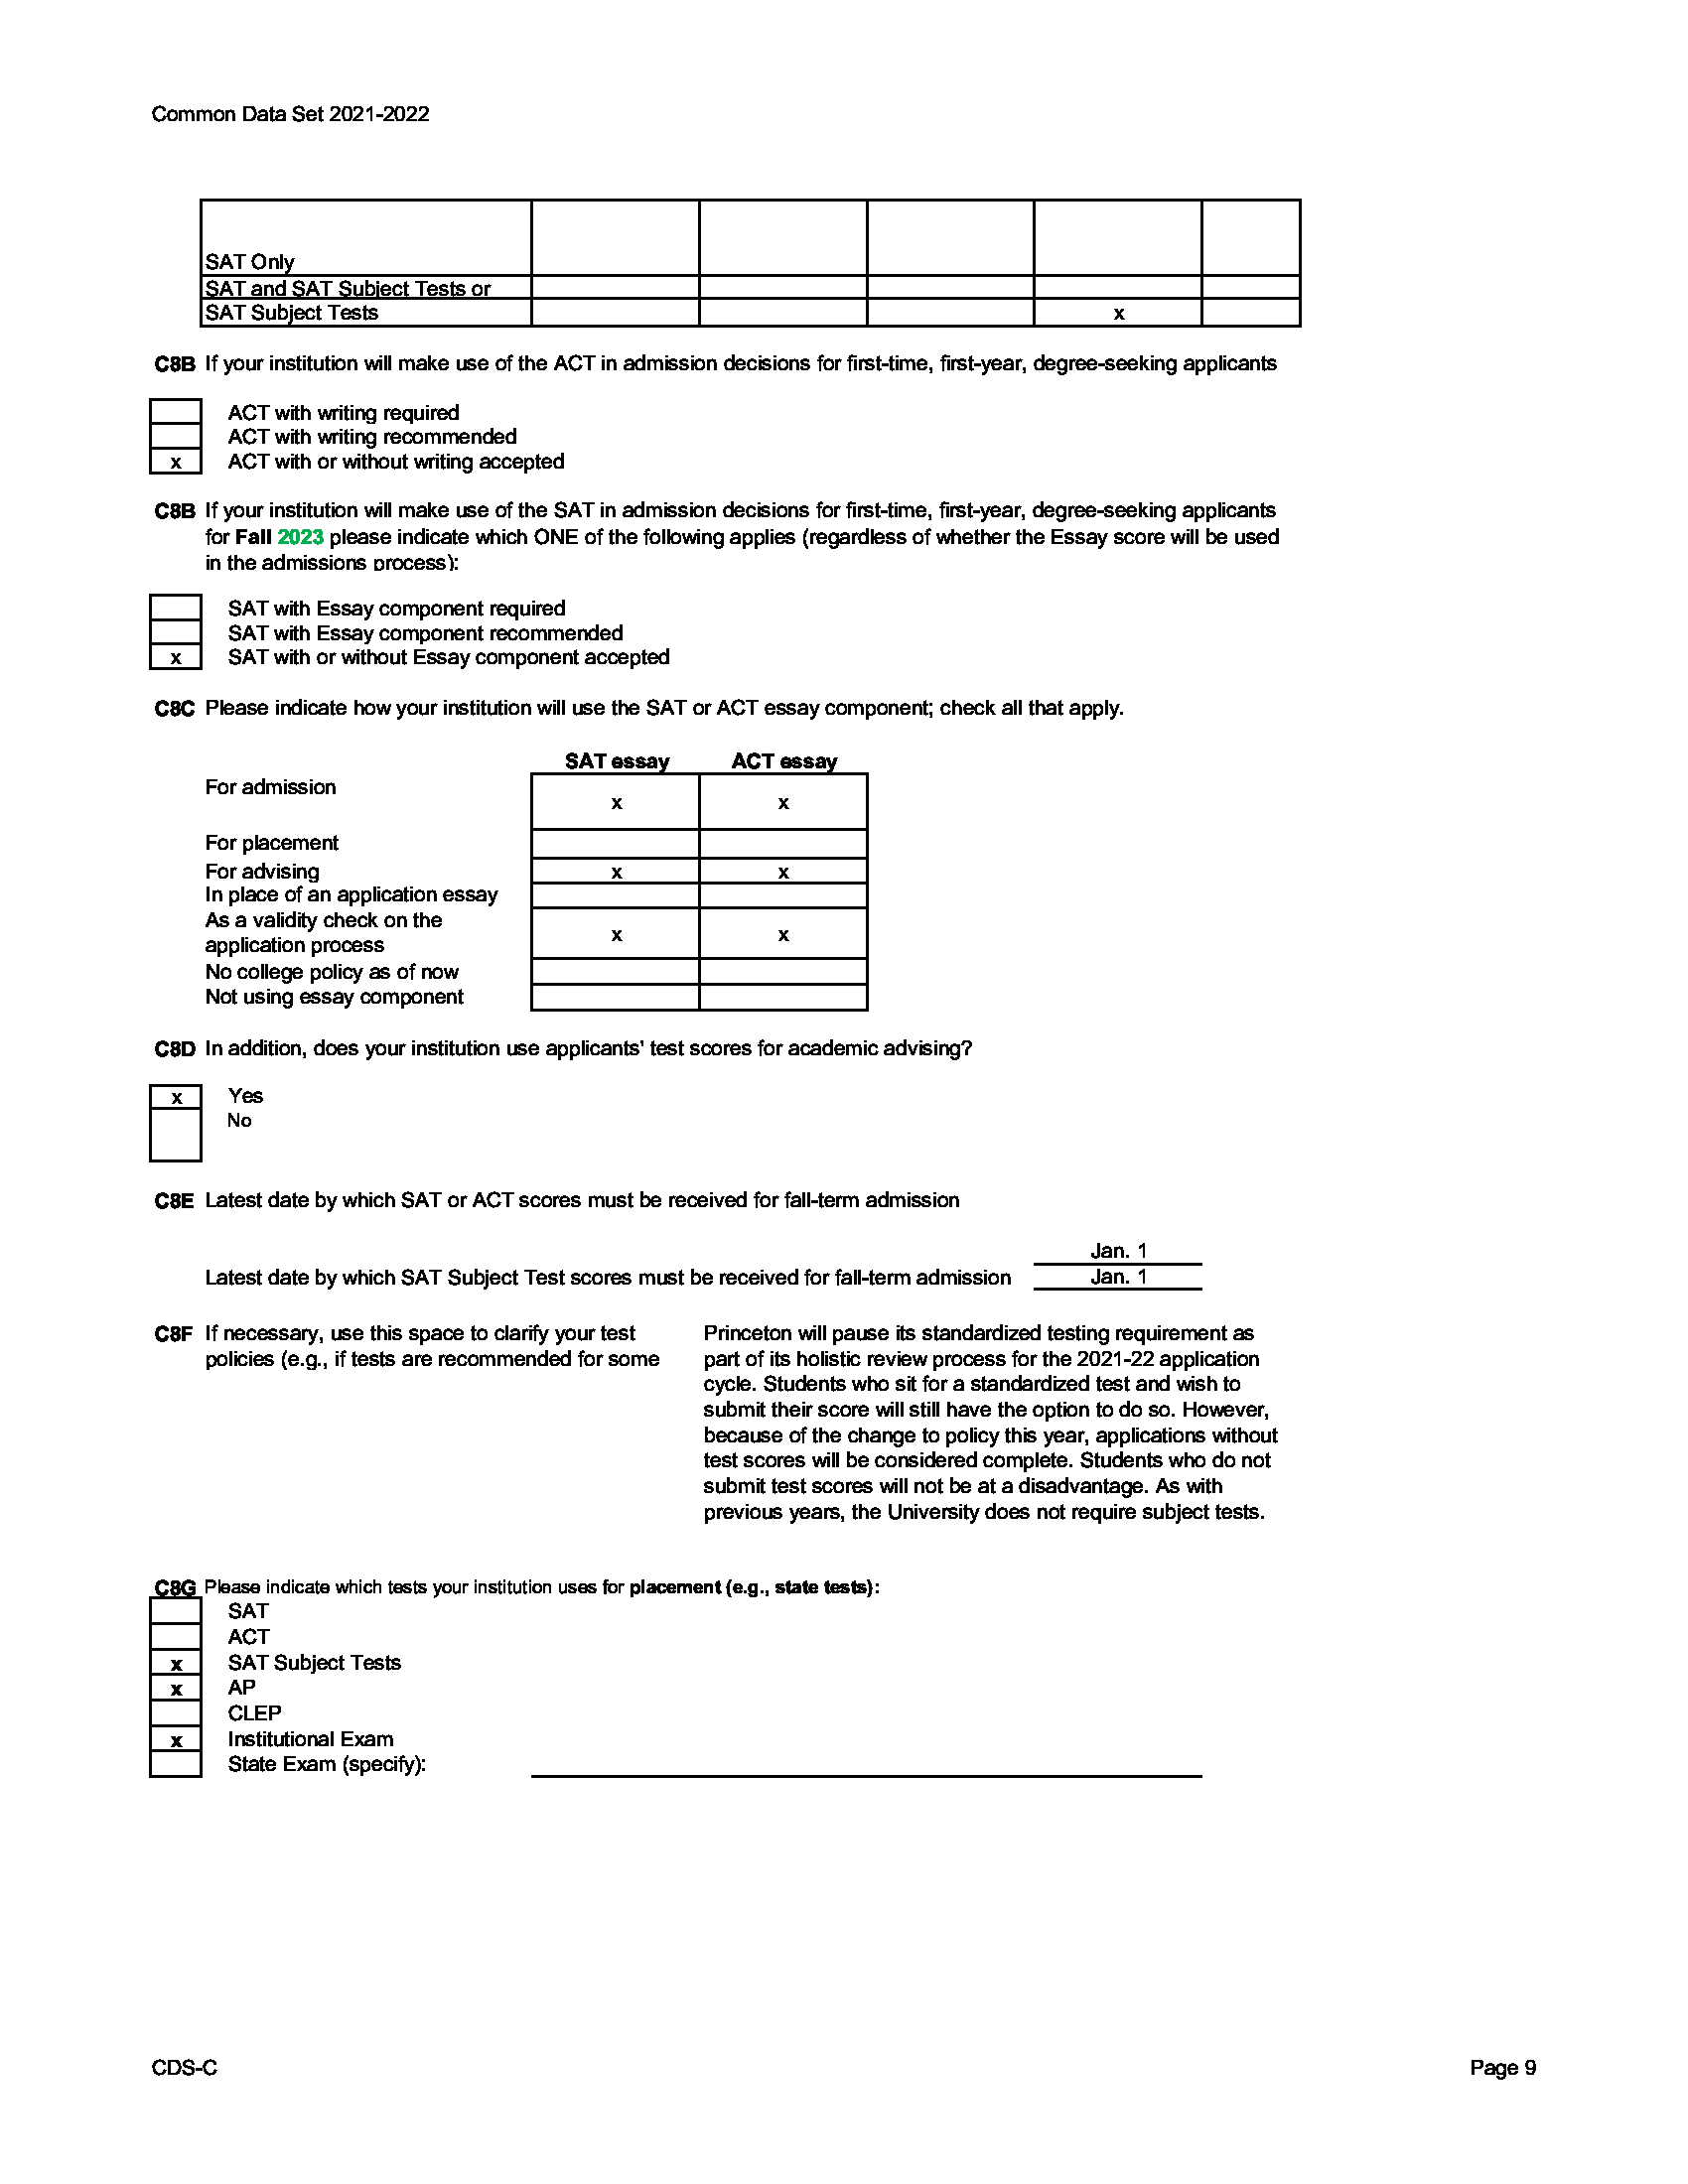 Common Data Set 2021-2022
SAT Only
SAT and SAT Subject Tests or
SAT Subject Tests x
C8B If your institution will make use of the ACT in admission decisions for first-time, first-year, degree-seeking applicants
ACT with writing required
ACT with writing recommended
x ACT with or without writing accepted
C8B If your institution will make use of the SAT in admission decisions for first-time, first-year, degree-seeking applicants
for Fall 2023 please indicate which ONE of the following applies (regardless of whether the Essay score will be used
in the admissions process):
SAT with Essay component required
SAT with Essay component recommended
x SAT with or without Essay component accepted
C8C Please indicate how your institution will use the SAT or ACT essay component; check all that apply.
SAT essay ACT essay
For admission x x
For placement
For advising x x
In place of an application essay
As a validity check on the
application process x x
No college policy as of now
Not using essay component
C8D In addition, does your institution use applicants' test scores for academic advising?
x Yes
No
C8E Latest date by which SAT or ACT scores must be received for fall-term admission
Jan. 1
Latest date by which SAT Subject Test scores must be received for fall-term admission Jan. 1
C8F If necessary, use this space to clarify your test
policies (e.g., if tests are recommended for some
Princeton will pause its standardized testing requirement as
part of its holistic review process for the 2021-22 application
cycle. Students who sit for a standardized test and wish to
submit their score will still have the option to do so. However,
because of the change to policy this year, applications without
test scores will be considered complete. Students who do not
submit test scores will not be at a disadvantage. As with
previous years, the University does not require subject tests.
C8G Please indicate which tests your institution uses for placement (e.g., state tests):
SAT
ACT
x SAT Subject Tests
x AP
CLEP
x Institutional Exam
State Exam (specify):
CDS-C Page 9